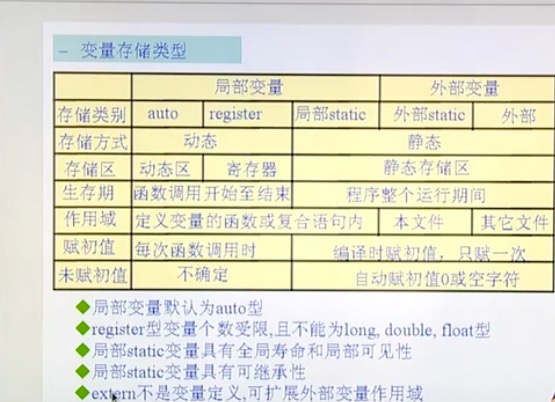 – 变量存储类型
局部变量 外部变量
存储类别 auto register 局部static 外部static 外部
存储方式 动态 静态
存储区 动态区 寄存器 静态存储区
生存期 函数调用开始至结束 程序整个运行期间
作用域 定义变量的函数或复合语句内 本文件 其它文件
赋初值 每次函数调用时 编译时赋初值，只赋一次
未赋初值 不确定 自动赋初值0或空字符
◆局部变量默认为auto型
◆register型变量个数受限,且不能为long, double, float型
◆局部static变量具有全局寿命和局部可见性
◆局部static变量具有可继承性
◆extern不是变量定义,可扩展外部变量作用域